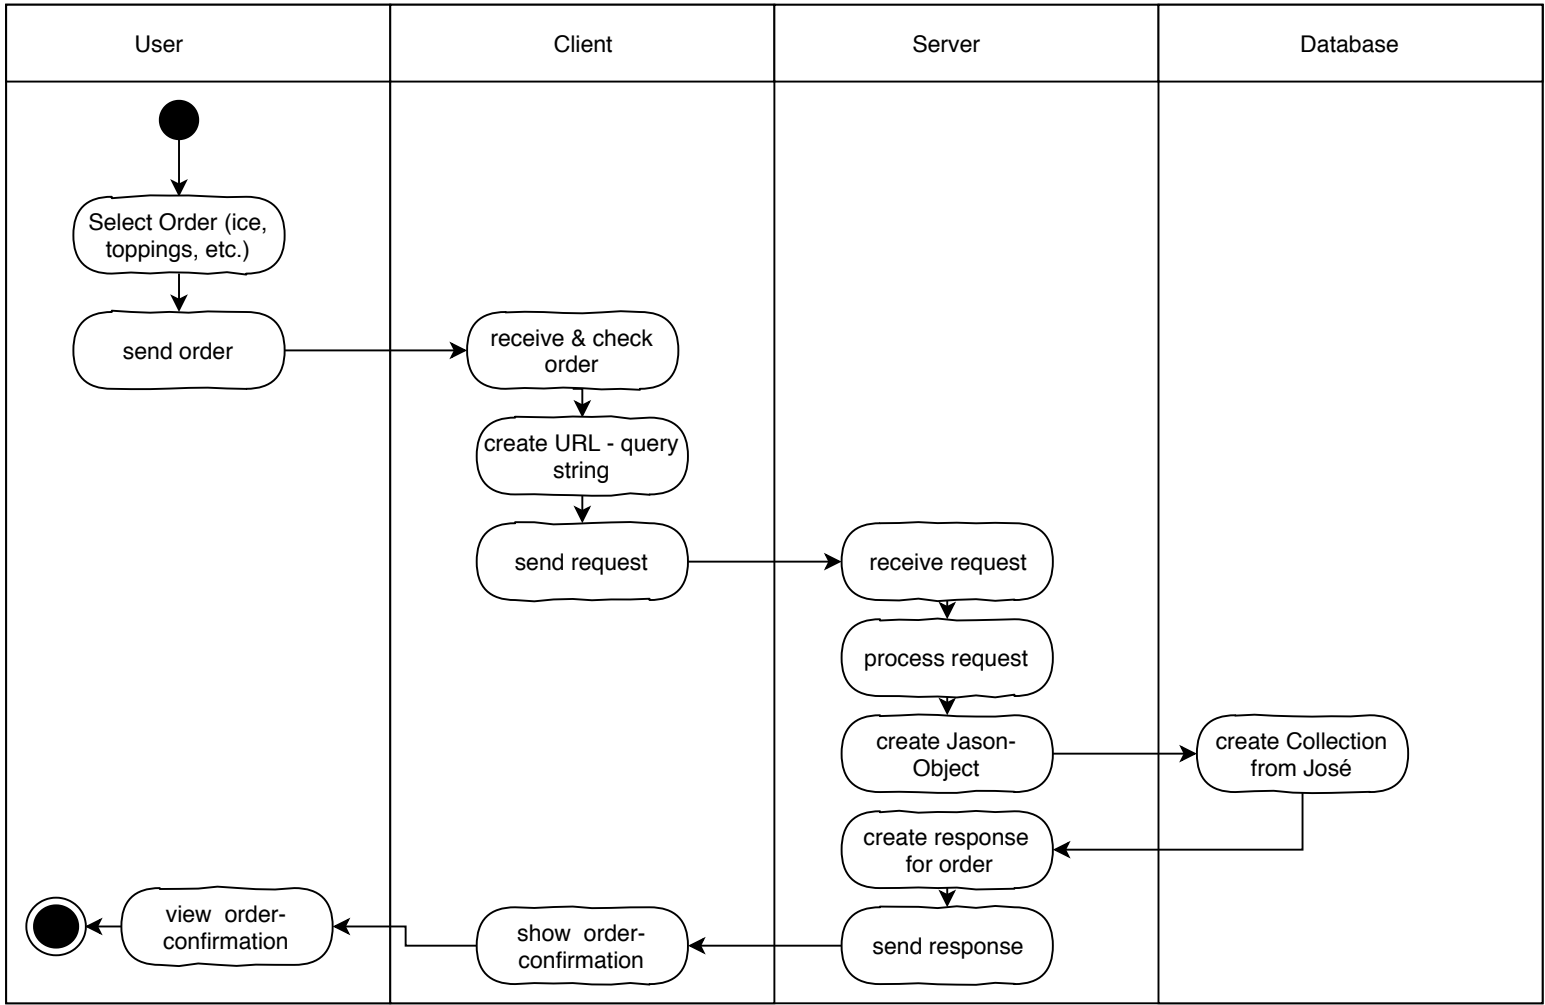 User
Client
Server
Database
Select Order (ice,
toppings, etc.)
send order
receive & check
order
create URL - query
string
send request
receive request
process request
create Jason-
Object
create Collection
from José
create response
for order
send response
show order-
confirmation
view order-
confirmation